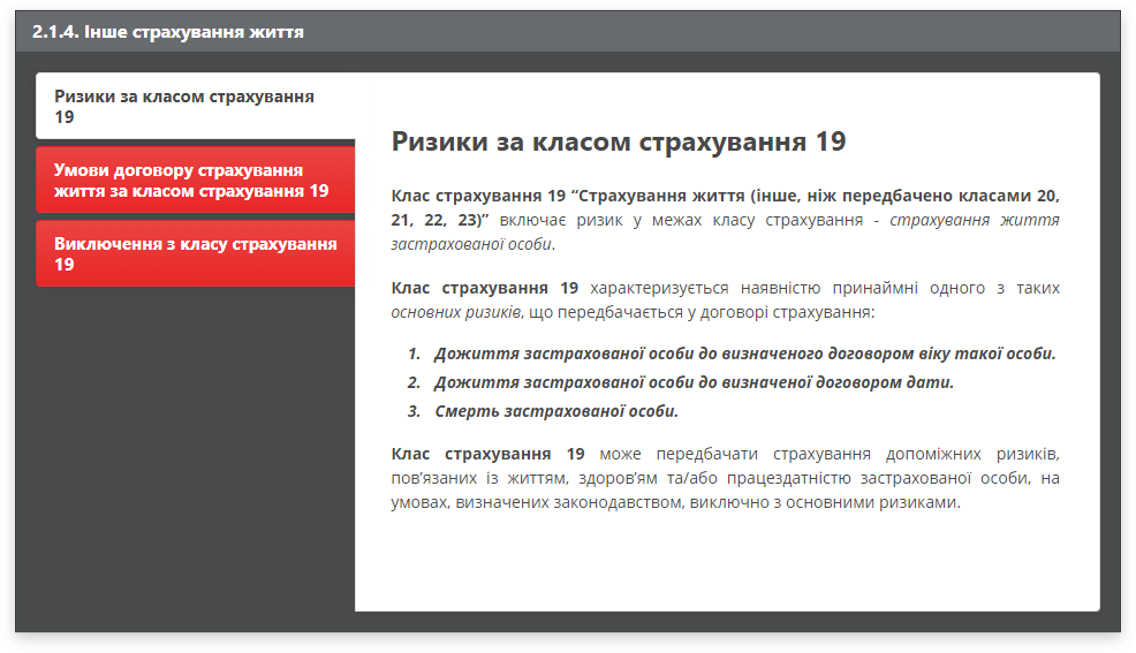 2.1.4. Інше страхування життя
Ризики за класом страхування
19
Умови договору страхування
життя за класом страхування 19
Виключення з класу страхування
19
Ризики за класом страхування 19
Клас страхування 19 “Страхування життя (інше, ніж передбачено класами 20,
21, 22, 23)” включає ризик у межах класу страхування - страхування життя
застрахованої особи.
Клас страхування 19 характеризується наявністю принаймні одного з таких
основних ризиків, що передбачається у договорі страхування:
1. Дожиття застрахованої особи до визначеного договором віку такої особи.
2. Дожиття застрахованої особи до визначеної договором дати.
3. Смерть застрахованої особи.
Клас страхування 19 може передбачати страхування допоміжних ризиків,
пов’язаних із життям, здоров’ям та/або працездатністю застрахованої особи, на
умовах, визначених законодавством, виключно з основними ризиками.